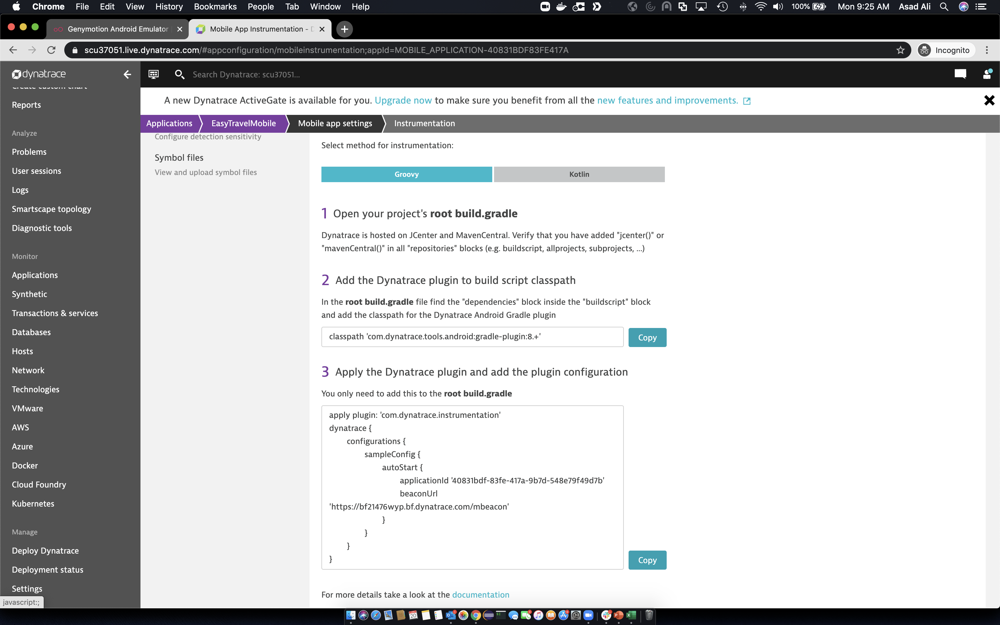 Chrome File Edit View History Bookmarks People Tab Window Help
100% Mon 9:25 AM Asad Ali
Genymotion Android Emulator
Mobile App Instrumentation - D
scu37051.live.dynatrace.com/#appconfiguration/mobileinstrumentation;appId=MOBILE_APPLICATION-40831BDF83FE417A
Incognito
dynatrace
Search Dynatrace: scu37051...
Create custom chart
Reports
Analyze
Problems
User sessions
Logs
Smartscape topology
Diagnostic tools
Monitor
Applications
Synthetic
Transactions & services
Databases
Hosts
Network
Technologies
VMware
AWS
Azure
Docker
Cloud Foundry
Kubernetes
Manage
Deploy Dynatrace
Deployment status
Settings
javascript:;
A new Dynatrace ActiveGate is available for you. Upgrade now to make sure you benefit from all the new features and improvements.
Applications
EasyTravelMobile
Mobile app settings
Instrumentation
Configure detection sensitivity
Symbol files
View and upload symbol files
Select method for instrumentation:
Groovy
Kotlin
1 Open your project's root build.gradle
Dynatrace is hosted on JCenter and MavenCentral. Verify that you have added "jcenter()" or
"mavenCentral()" in all "repositories" blocks (e.g. buildscript, allprojects, subprojects, ...)
2 Add the Dynatrace plugin to build script classpath
In the root build.gradle file find the "dependencies" block inside the "buildscript" block
and add the classpath for the Dynatrace Android Gradle plugin
classpath 'com.dynatrace.tools.android:gradle-plugin:8.+'
Copy
3 Apply the Dynatrace plugin and add the plugin configuration
You only need to add this to the root build.gradle
apply plugin: 'com.dynatrace.instrumentation'
dynatrace {
configurations {
sampleConfig {
autoStart {
applicationId '40831bdf-83fe-417a-9b7d-548e79f49d7b'
beaconUrl
'https://bf21476wyp.bf.dynatrace.com/mbeacon'
}
}
}
}
Copy
For more details take a look at the documentation
20